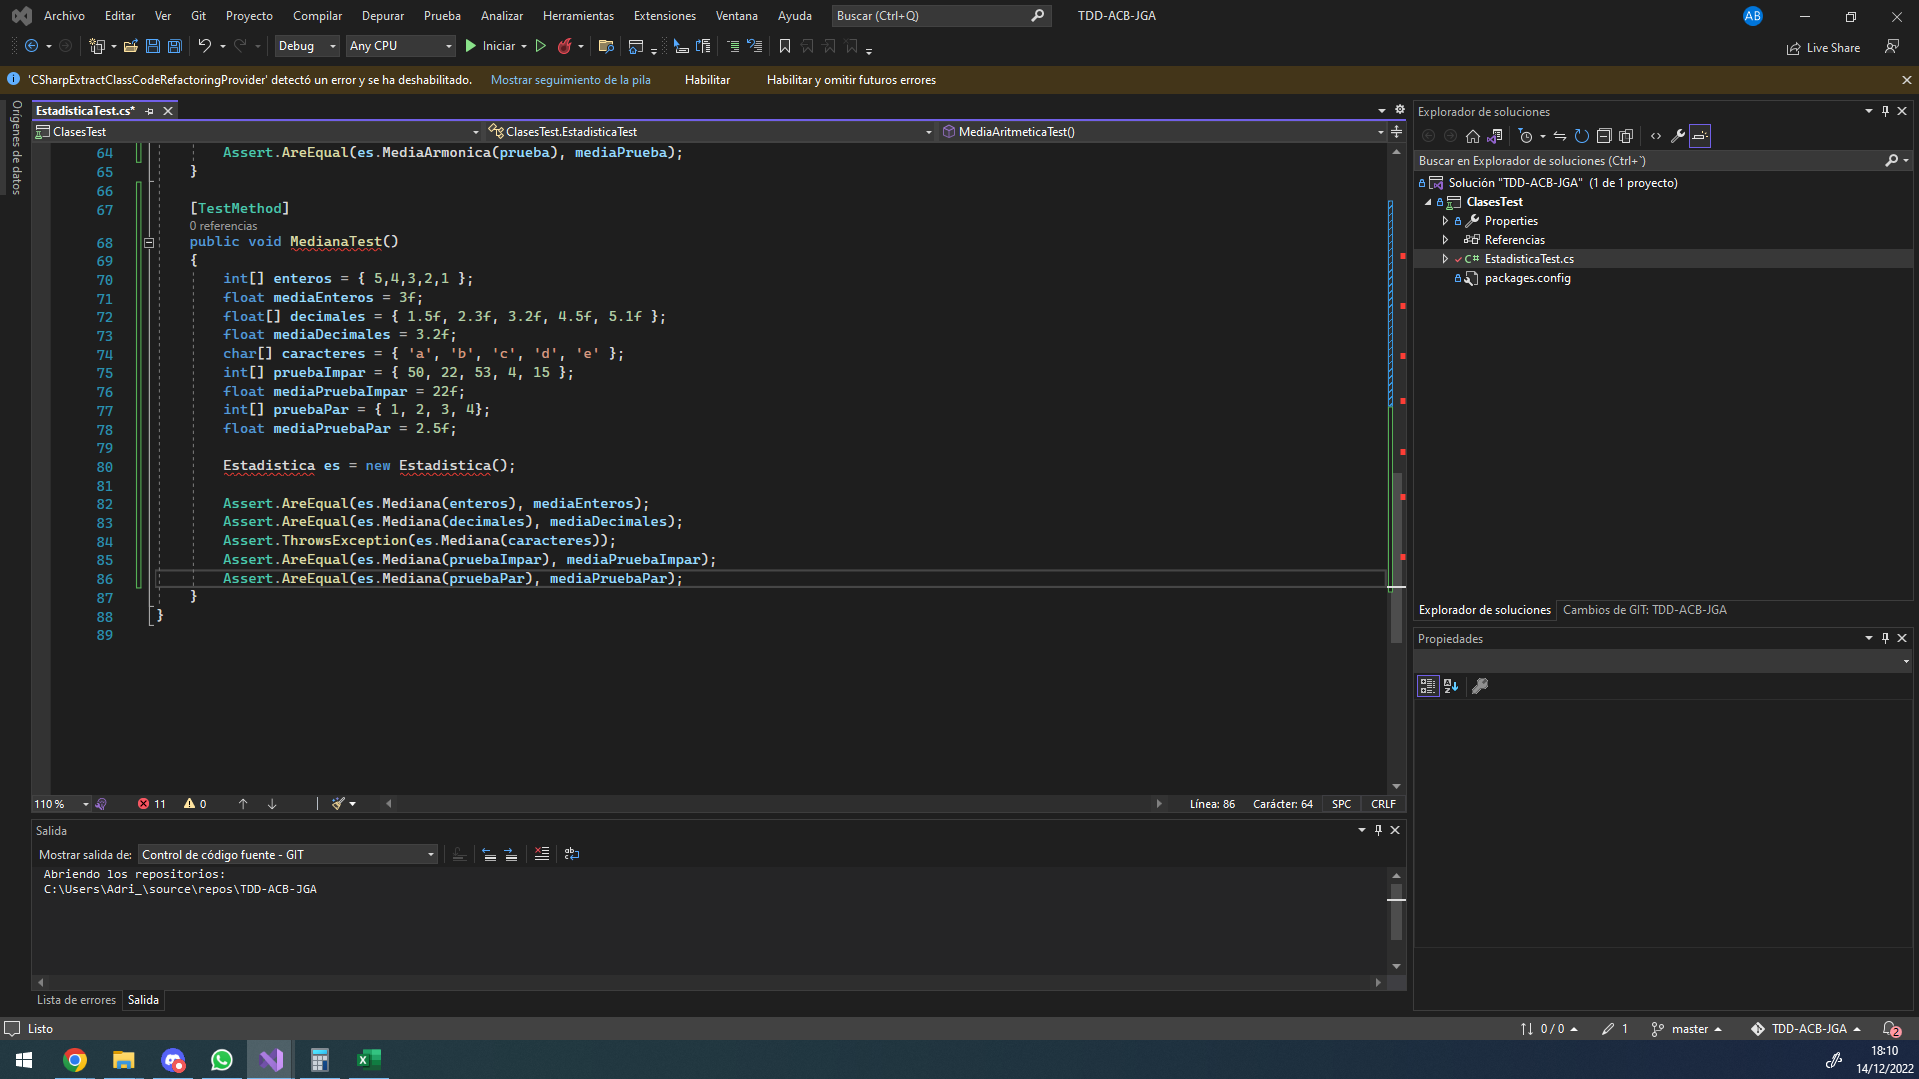 Archivo Editar Ver Git Proyecto Compilar Depurar Prueba Analizar Herramientas Extensiones Ventana Ayuda Buscar (Ctrl+Q) TDD-ACB-JGA AB
Debug Any CPU Iniciar Live Share
'CSharpExtractClassCodeRefactoringProvider' detectó un error y se ha deshabilitado. Mostrar seguimiento de la pila Habilitar Habilitar y omitir futuros errores
Orígenes de datos
EstadisticaTest.cs*
ClasesTest ClasesTest.EstadisticaTest MediaAritmeticaTest()
64 Assert.AreEqual(es.MediaArmonica(prueba), mediaPrueba);
65 }
66
67 [TestMethod]
0 referencias
68 public void MedianaTest()
69 {
70 int[] enteros = { 5,4,3,2,1 };
71 float mediaEnteros = 3f;
72 float[] decimales = { 1.5f, 2.3f, 3.2f, 4.5f, 5.1f };
73 float mediaDecimales = 3.2f;
74 char[] caracteres = { 'a', 'b', 'c', 'd', 'e' };
75 int[] pruebaImpar = { 50, 22, 53, 4, 15 };
76 float mediaPruebaImpar = 22f;
77 int[] pruebaPar = { 1, 2, 3, 4};
78 float mediaPruebaPar = 2.5f;
79
80 Estadistica es = new Estadistica();
81
82 Assert.AreEqual(es.Mediana(enteros), mediaEnteros);
83 Assert.AreEqual(es.Mediana(decimales), mediaDecimales);
84 Assert.ThrowsException(es.Mediana(caracteres));
85 Assert.AreEqual(es.Mediana(pruebaImpar), mediaPruebaImpar);
86 Assert.AreEqual(es.Mediana(pruebaPar), mediaPruebaPar);
87 }
88 }
89
110 % 11 0 Línea: 86 Carácter: 64 SPC CRLF
Salida
Mostrar salida de: Control de código fuente - GIT
Abriendo los repositorios:
C:\Users\Adri_\source\repos\TDD-ACB-JGA
Lista de errores Salida
Explorador de soluciones
Buscar en Explorador de soluciones (Ctrl+`)
Solución "TDD-ACB-JGA" (1 de 1 proyecto)
ClasesTest
Properties
Referencias
C# EstadisticaTest.cs
packages.config
Explorador de soluciones Cambios de GIT: TDD-ACB-JGA
Propiedades
Listo 0 / 0 1 master TDD-ACB-JGA 2
18:10
14/12/2022